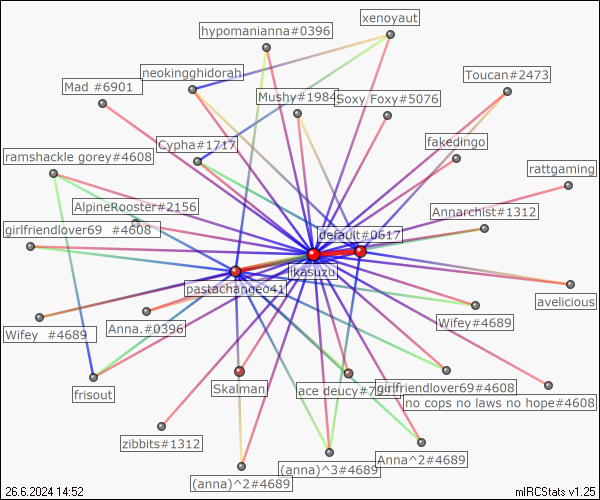 xenoyaut
hypomanianna#0396
neokingghidorah
Toucan#2473
Mad #6901
Mushy#1984
Soxy Foxy#5076
Cypha#1717
fakedingo
ramshackle gorey#4608
rattgaming
AlpineRooster#2156
Annarchist#1312
girlfriendlover69 #4608
default#0617
ikasuzu
pastachangeo41
avelicious
Wifey #4689
Anna.#0396
Wifey#4689
frisout
Skalman
ace deucy#7
girlfriendlover69#4608
no cops no laws no hope#4608
zibbits#1312
Anna^2#4689
(anna)^3#4689
(anna)^2#4689
26.6.2024 14:52
mIRCStats v1.25